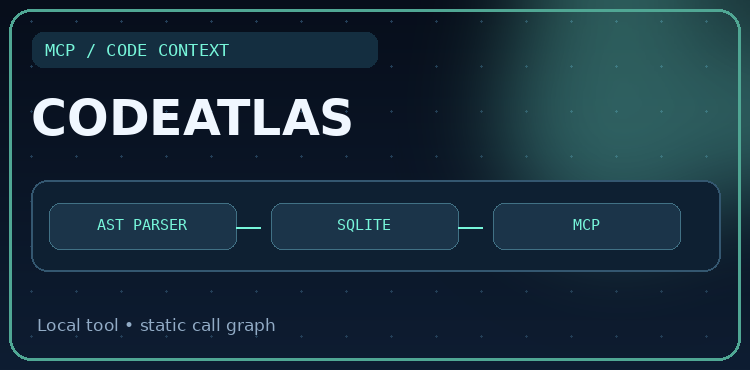 MCP / CODE CONTEXT
CODEATLAS
AST PARSER
SQLITE
MCP
Local tool • static call graph